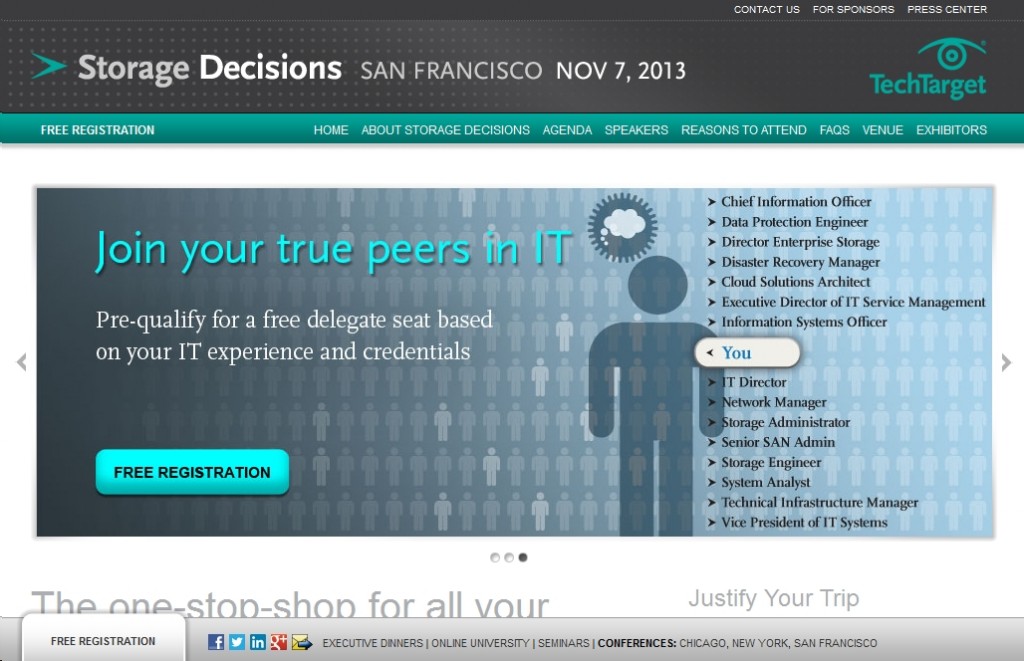 CONTACT US FOR SPONSORS PRESS CENTER
Storage Decisions SAN FRANCISCO NOV 7, 2013
TechTarget
FREE REGISTRATION HOME ABOUT STORAGE DECISIONS AGENDA SPEAKERS REASONS TO ATTEND FAQS VENUE EXHIBITORS
Join your true peers in IT
Pre-qualify for a free delegate seat based
on your IT experience and credentials
FREE REGISTRATION
Chief Information Officer
Data Protection Engineer
Director Enterprise Storage
Disaster Recovery Manager
Cloud Solutions Architect
Executive Director of IT Service Management
Information Systems Officer
You
IT Director
Network Manager
Storage Administrator
Senior SAN Admin
Storage Engineer
System Analyst
Technical Infrastructure Manager
Vice President of IT Systems
The one-stop-shop for all your
Justify Your Trip
FREE REGISTRATION
EXECUTIVE DINNERS | ONLINE UNIVERSITY | SEMINARS | CONFERENCES: CHICAGO, NEW YORK, SAN FRANCISCO